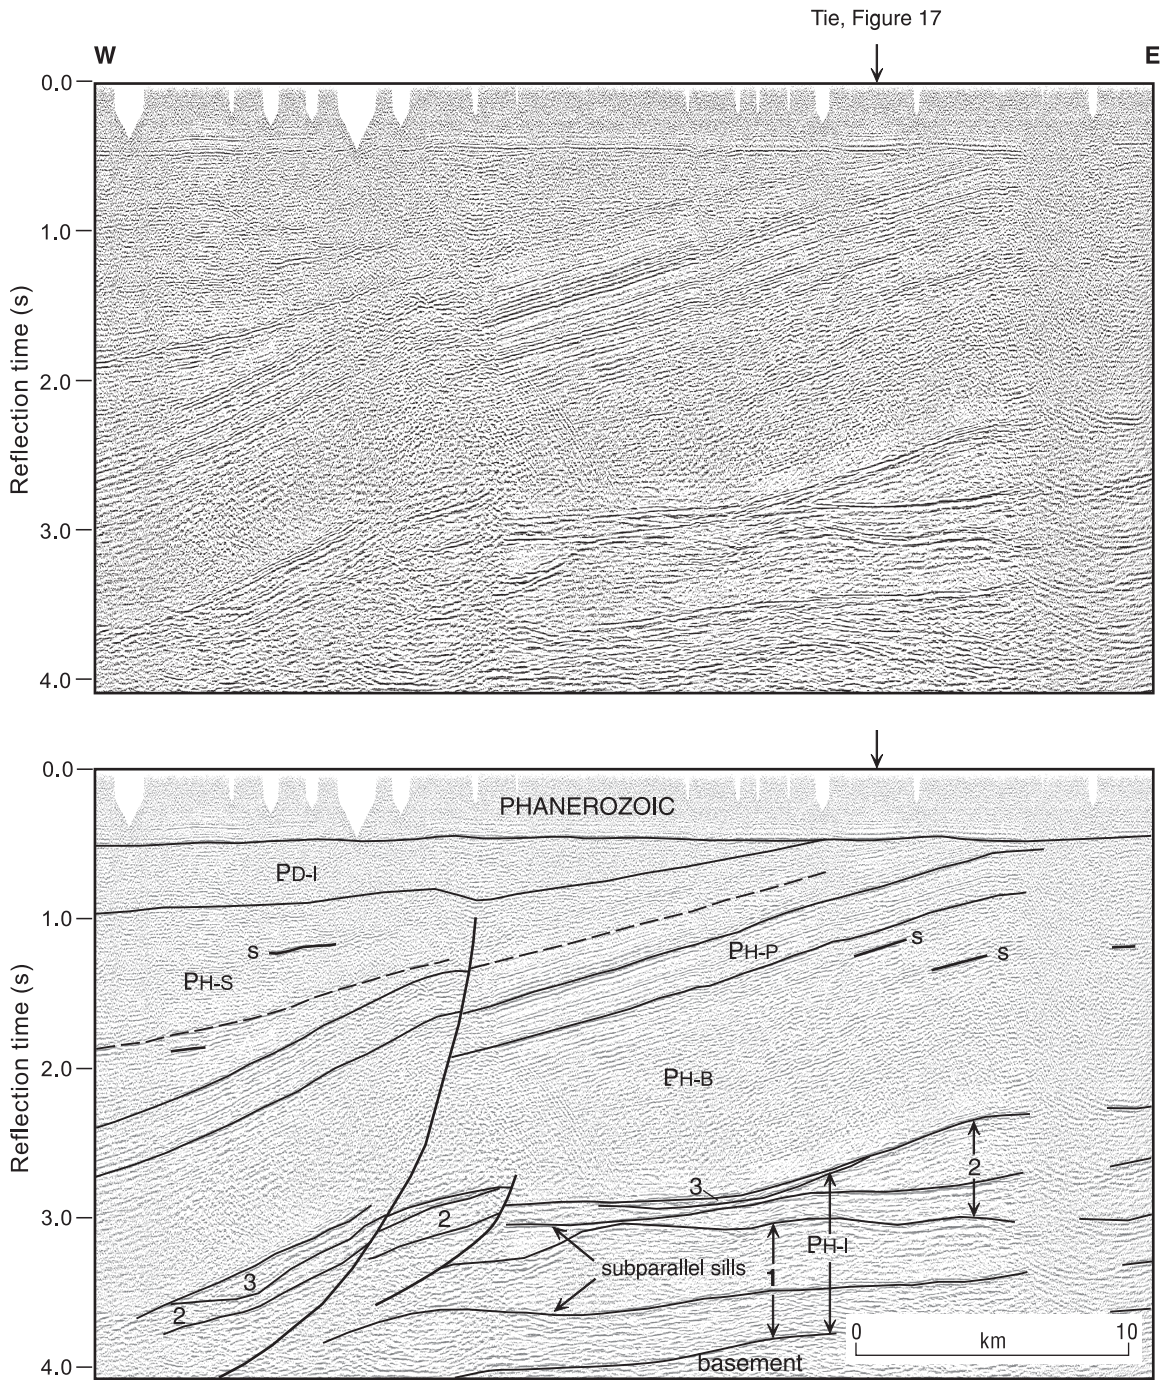 Tie, Figure 17
W E
0.0
1.0
2.0
3.0
4.0
Reflection time (s)
0.0
1.0
2.0
3.0
4.0
Reflection time (s)
PHANEROZOIC
PD-I
s
PH-S
PH-P
s
s
PH-B
3
2
2
PH-I
subparallel sills
1
3
2
basement
0 10
km